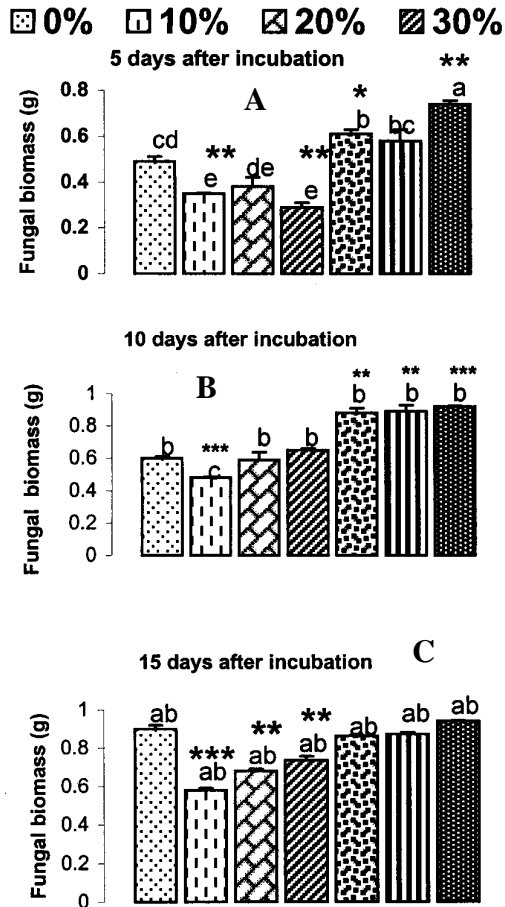 0% 10% 20% 30%
5 days after incubation
A
Fungal biomass (g)
0.8
0.6
0.4
0.2
0
cd
**
e
de
**
e
*
b
bc
**
a
10 days after incubation
B
Fungal biomass (g)
1
0.8
0.6
0.4
0.2
0
b
***
c
b
b
**
b
**
b
***
b
15 days after incubation
C
Fungal biomass (g)
1
0.8
0.6
0.4
0.2
0
ab
***
ab
**
ab
**
ab
ab
ab
ab